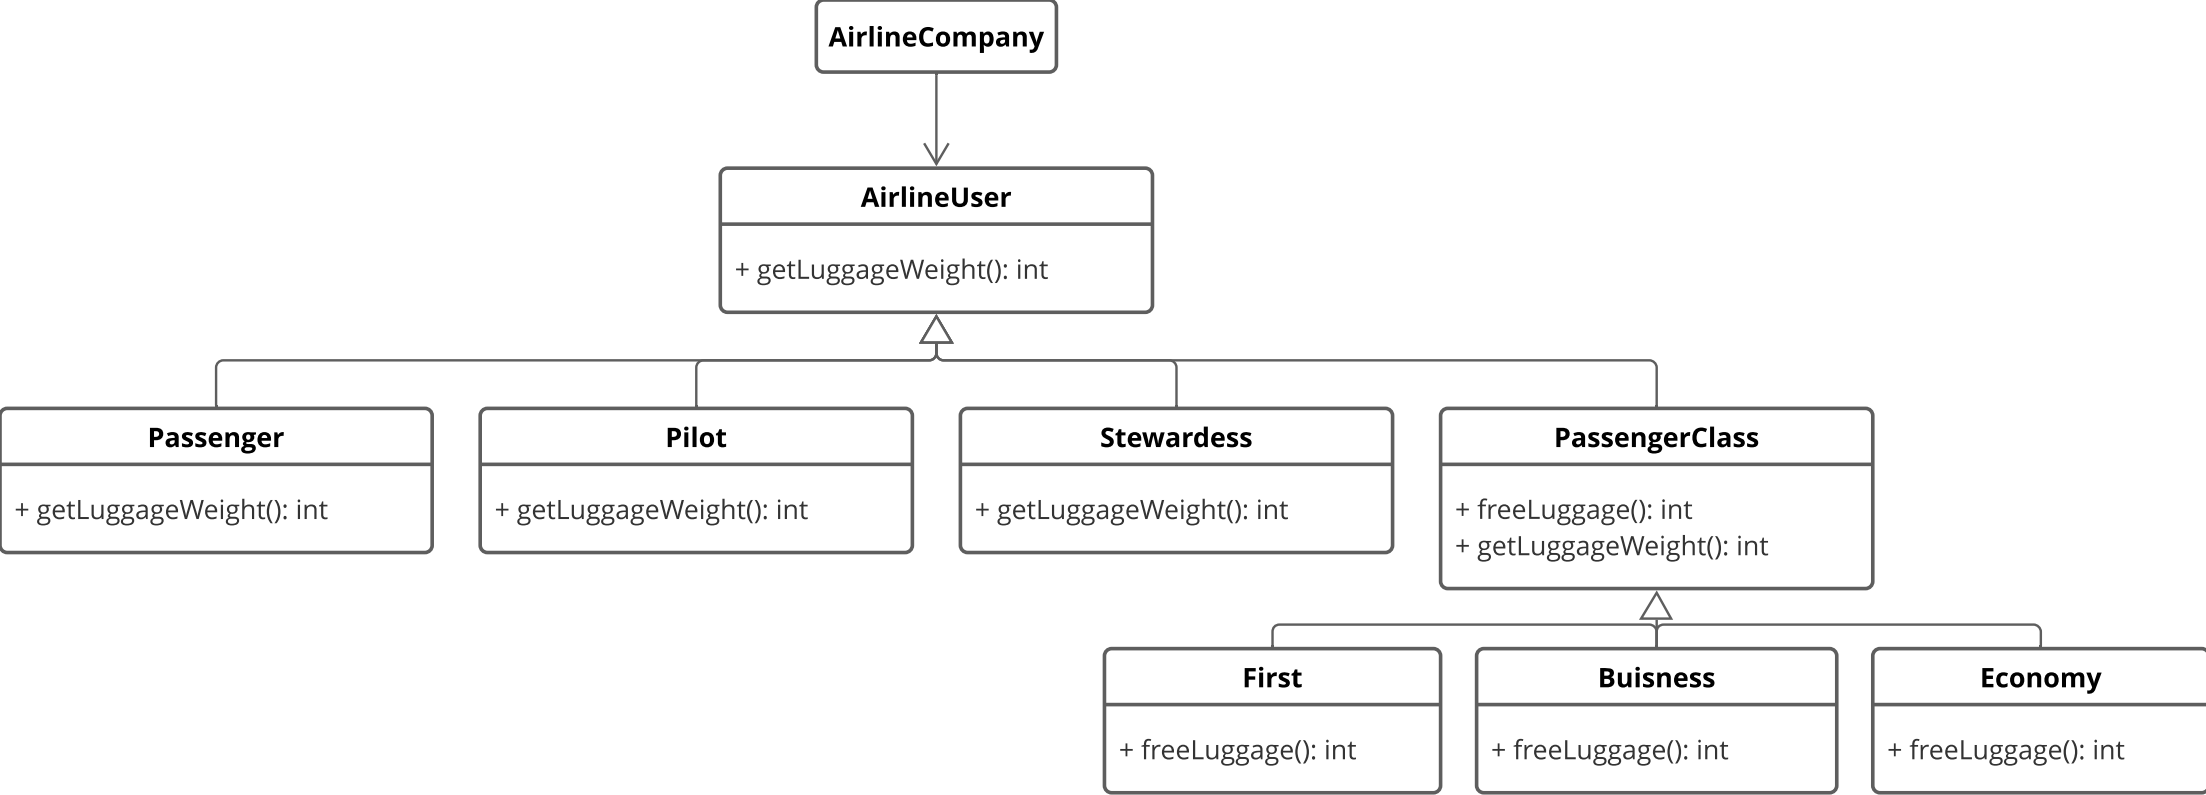 AirlineCompany
AirlineUser
+ getLuggageWeight(): int
Passenger
+ getLuggageWeight(): int
Pilot
+ getLuggageWeight(): int
Stewardess
+ getLuggageWeight(): int
PassengerClass
+ freeLuggage(): int
+ getLuggageWeight(): int
First
+ freeLuggage(): int
Buisness
+ freeLuggage(): int
Economy
+ freeLuggage(): int